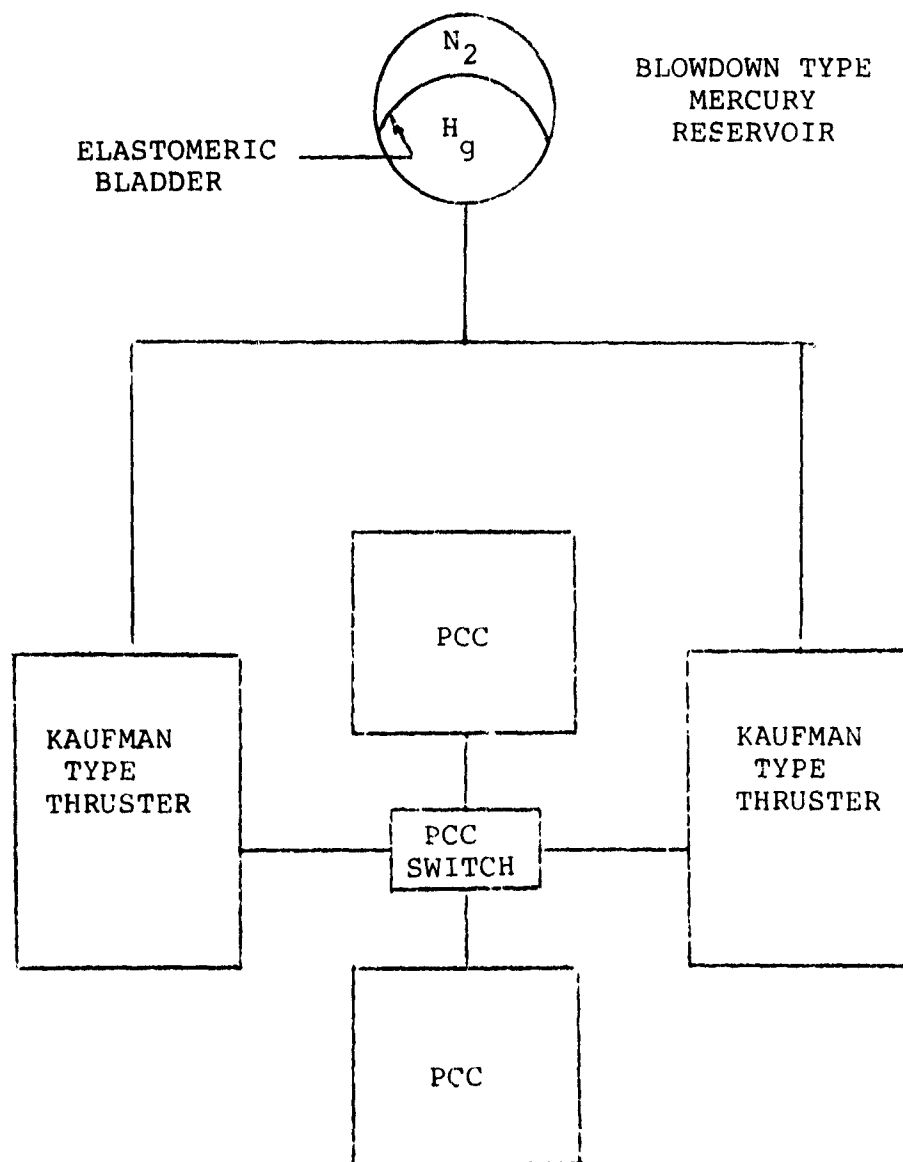 N2
BLOWDOWN TYPE
MERCURY
RESERVOIR
Hg
ELASTOMERIC
BLADDER
PCC
KAUFMAN
TYPE
THRUSTER
KAUFMAN
TYPE
THRUSTER
PCC
SWITCH
PCC